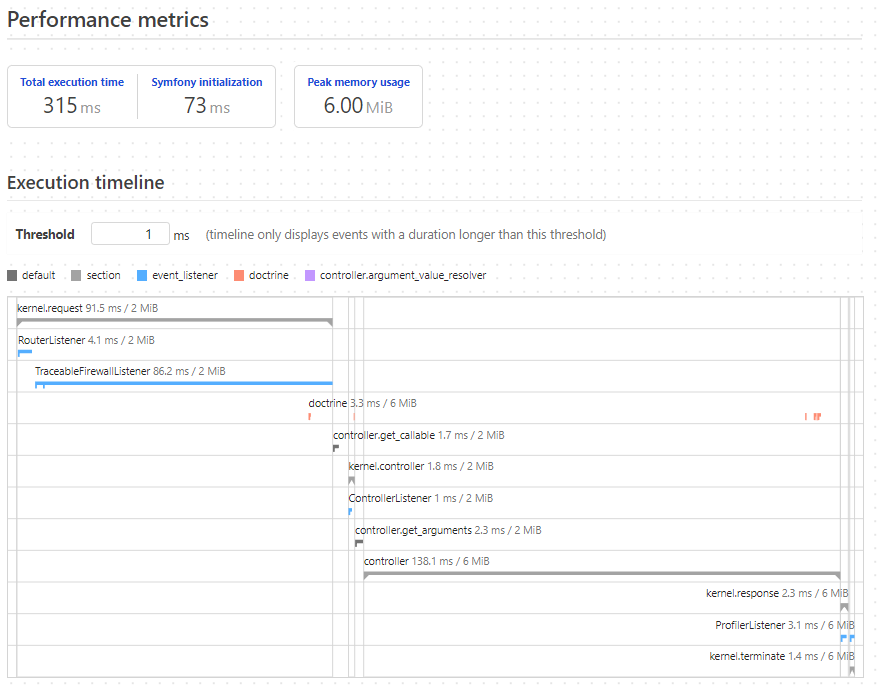 Performance metrics
Total execution time Symfony initialization Peak memory usage
315 ms 73 ms 6.00 MiB
Execution timeline
Threshold 1 ms (timeline only displays events with a duration longer than this threshold)
default section event_listener doctrine controller.argument_value_resolver
kernel.request 91.5 ms / 2 MiB
RouterListener 4.1 ms / 2 MiB
TraceableFirewallListener 86.2 ms / 2 MiB
doctrine 3.3 ms / 6 MiB
controller.get_callable 1.7 ms / 2 MiB
kernel.controller 1.8 ms / 2 MiB
ControllerListener 1 ms / 2 MiB
controller.get_arguments 2.3 ms / 2 MiB
controller 138.1 ms / 6 MiB
kernel.response 2.3 ms / 6 MiB
ProfilerListener 3.1 ms / 6 MiB
kernel.terminate 1.4 ms / 6 MiB